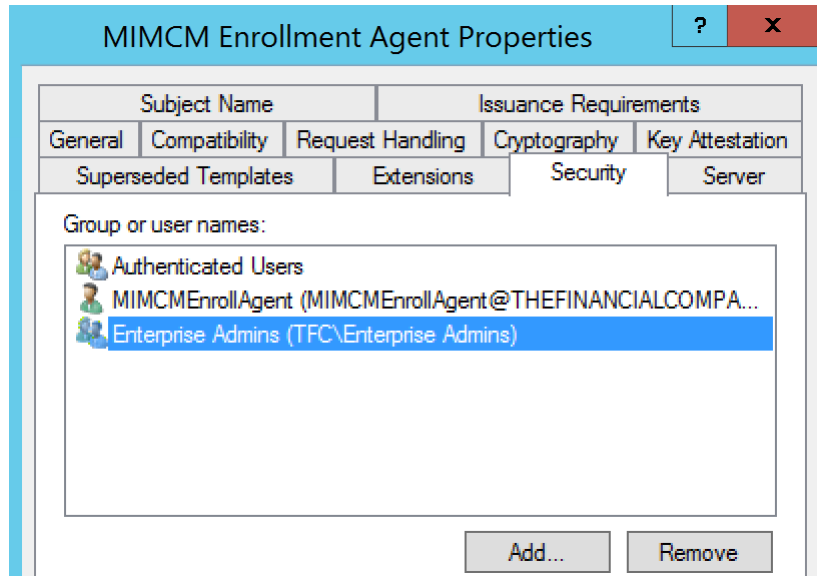 MIMCM Enrollment Agent Properties ? x
Subject Name Issuance Requirements
General Compatibility Request Handling Cryptography Key Attestation
Superseded Templates Extensions Security Server
Group or user names:
Authenticated Users
MIMCMEnrollAgent (MIMCMEnrollAgent@THEFINANCIALCOMPA...
Enterprise Admins (TFC\Enterprise Admins)
Add... Remove